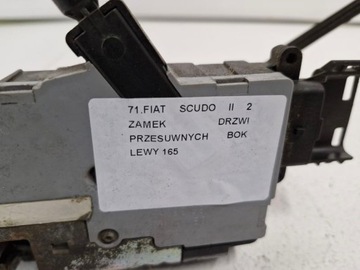 71.FIAT SCUDO II 2
ZAMEK DRZWI
PRZESUWNYCH BOK
LEWY 165